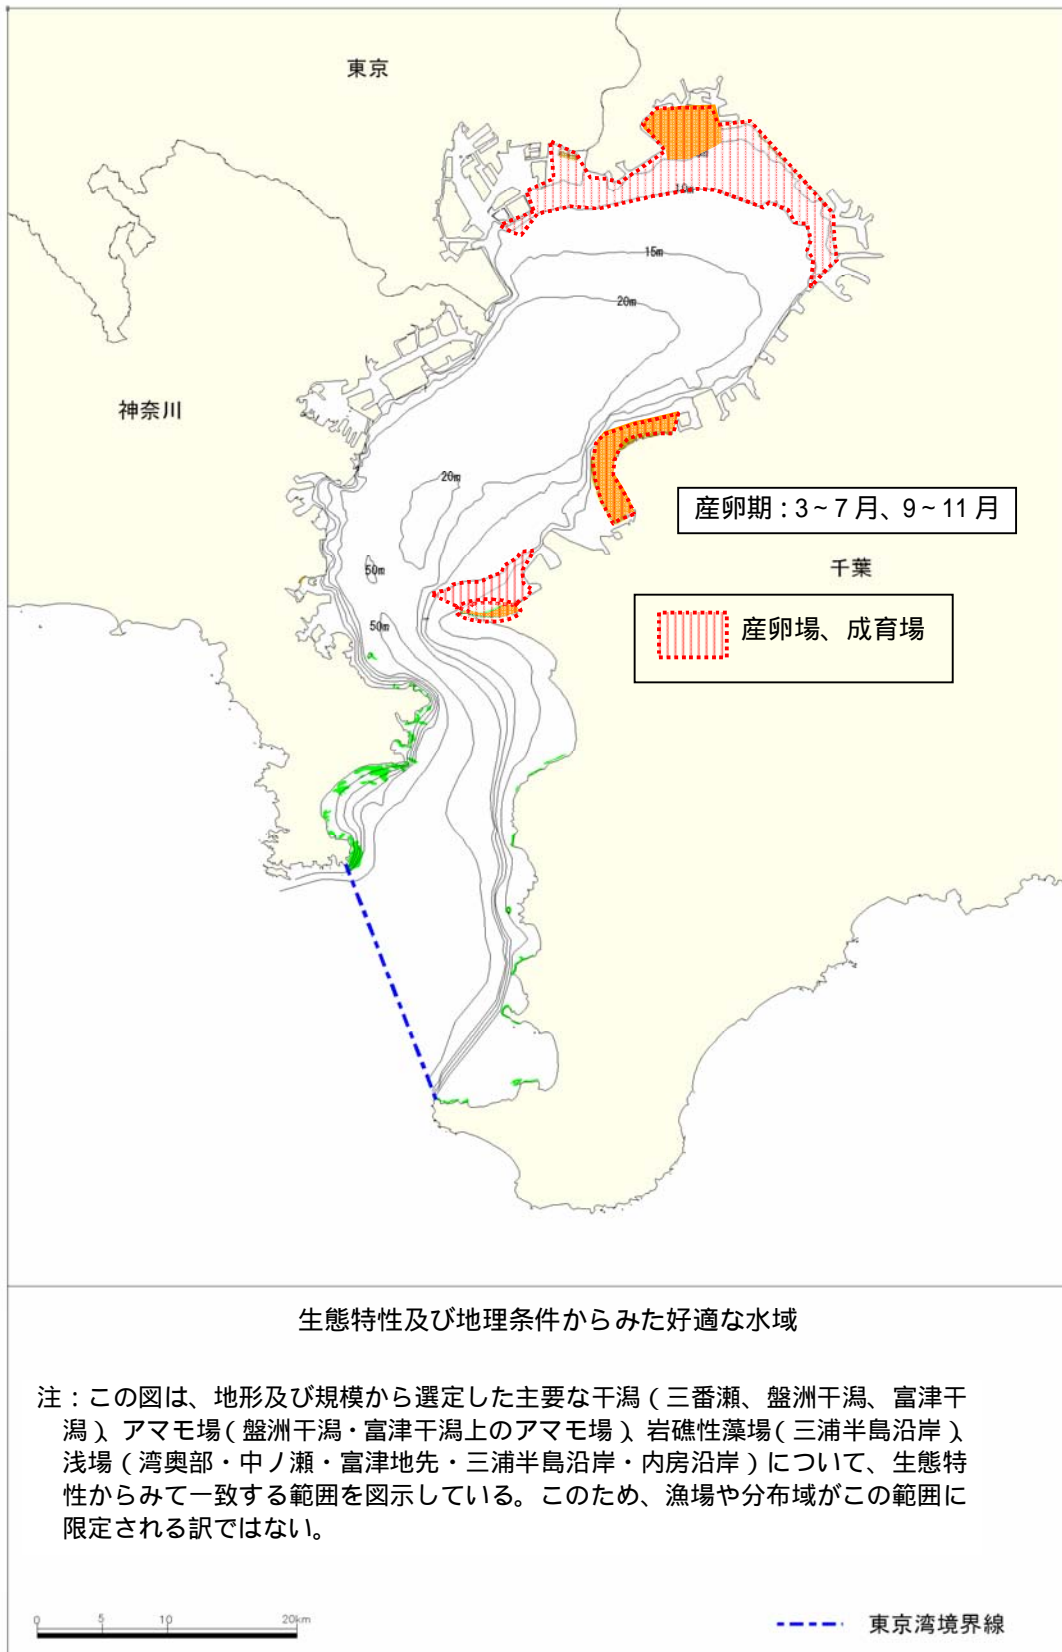 東京
10m
15m
20m
神奈川
20m
産卵期：3～7月、9～11月
千葉
50m
産卵場、成育場
50m
生態特性及び地理条件からみた好適な水域
注：この図は、地形及び規模から選定した主要な干潟（三番瀬、盤洲干潟、富津干
潟）、アマモ場（盤洲干潟・富津干潟上のアマモ場）、岩礁性藻場（三浦半島沿岸）、
浅場（湾奥部・中ノ瀬・富津地先・三浦半島沿岸・内房沿岸）について、生態特
性からみて一致する範囲を図示している。このため、漁場や分布域がこの範囲に
限定される訳ではない。
0 5 10 20km
東京湾境界線